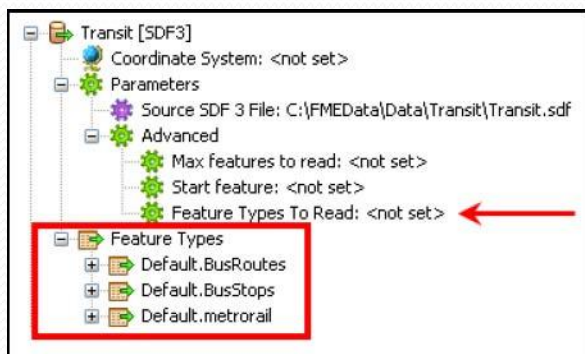 Transit [SDF3]
Coordinate System: <not set>
Parameters
Source SDF 3 File: C:\FMEData\Data\Transit\Transit.sdf
Advanced
Max features to read: <not set>
Start feature: <not set>
Feature Types To Read: <not set>
Feature Types
Default.BusRoutes
Default.BusStops
Default.metrorail